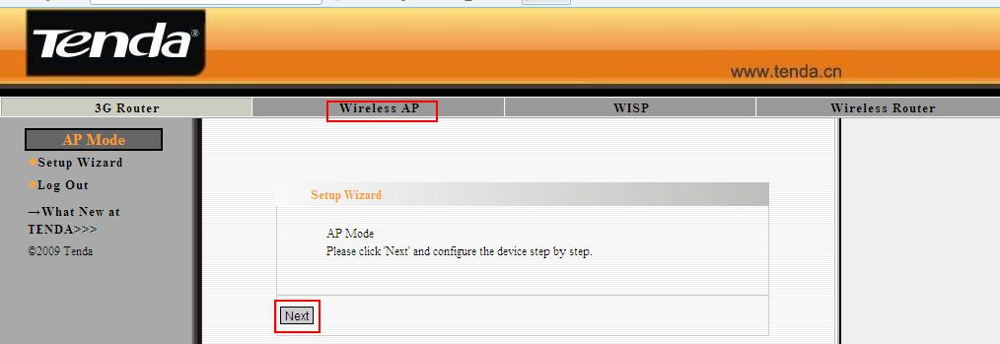 Tenda®
www.tenda.cn
3G Router
Wireless AP
WISP
Wireless Router
AP Mode
Setup Wizard
Log Out
→What New at
TENDA>>>
©2009 Tenda
Setup Wizard
AP Mode
Please click 'Next' and configure the device step by step.
Next